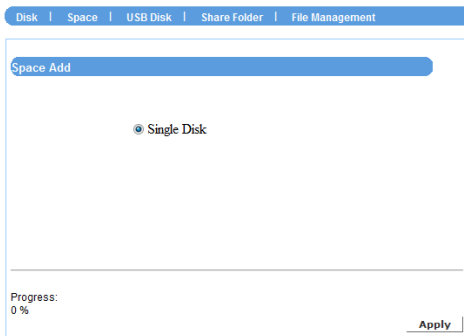 Disk | Space | USB Disk | Share Folder | File Management
Space Add
Single Disk
Progress:
0 %
Apply